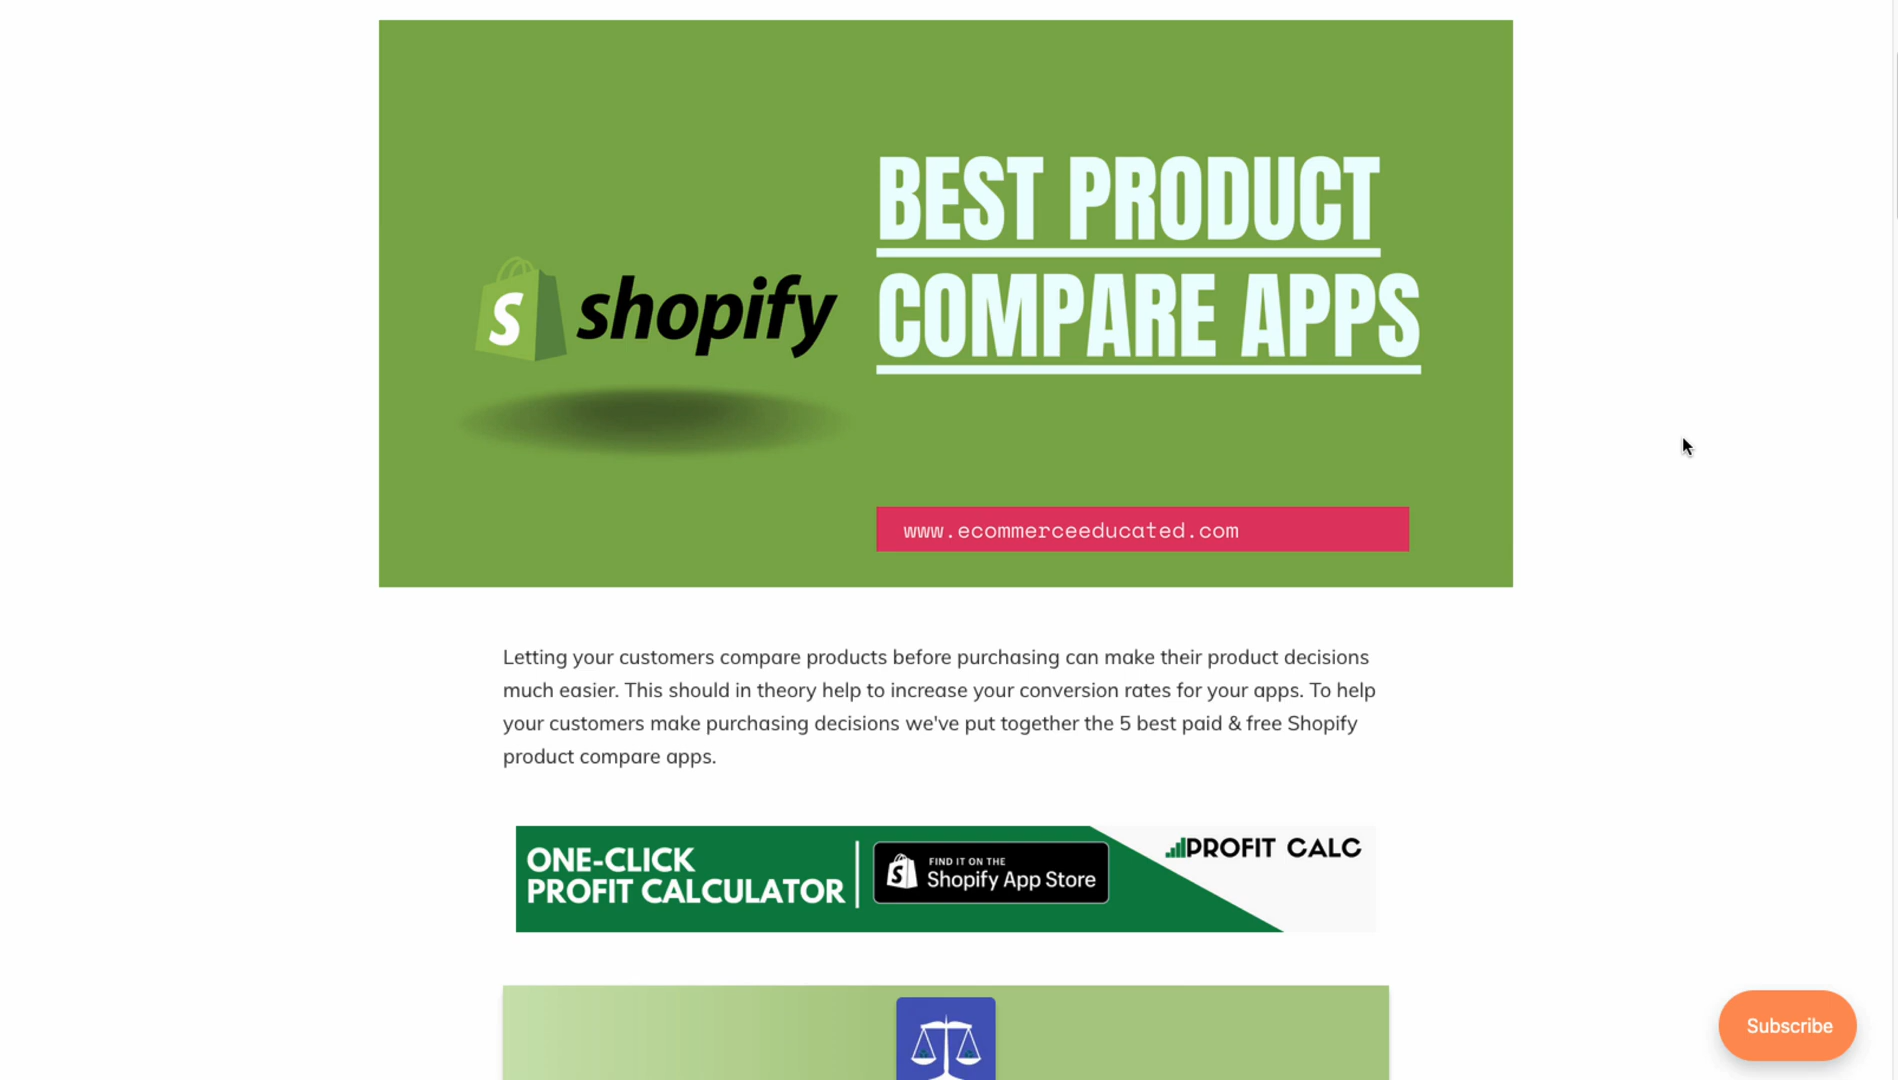 BEST PRODUCT
COMPARE APPS
shopify
www.ecommerceeducated.com
Letting your customers compare products before purchasing can make their product decisions
much easier. This should in theory help to increase your conversion rates for your apps. To help
your customers make purchasing decisions we've put together the 5 best paid & free Shopify
product compare apps.
ONE-CLICK
PROFIT CALCULATOR
FIND IT ON THE
Shopify App Store
PROFIT CALC
Subscribe